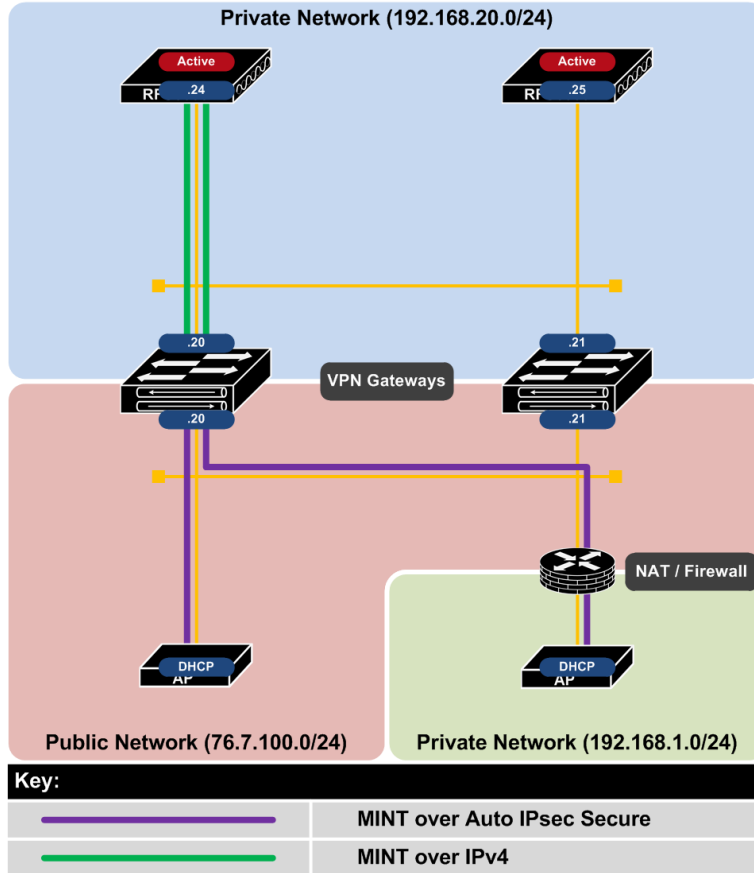 Private Network (192.168.20.0/24)
Active
Active
.24
.25
.20
.21
VPN Gateways
.20
.21
NAT / Firewall
DHCP
AP
DHCP
AP
Public Network (76.7.100.0/24)
Private Network (192.168.1.0/24)
Key:
MINT over Auto IPsec Secure
MINT over IPv4